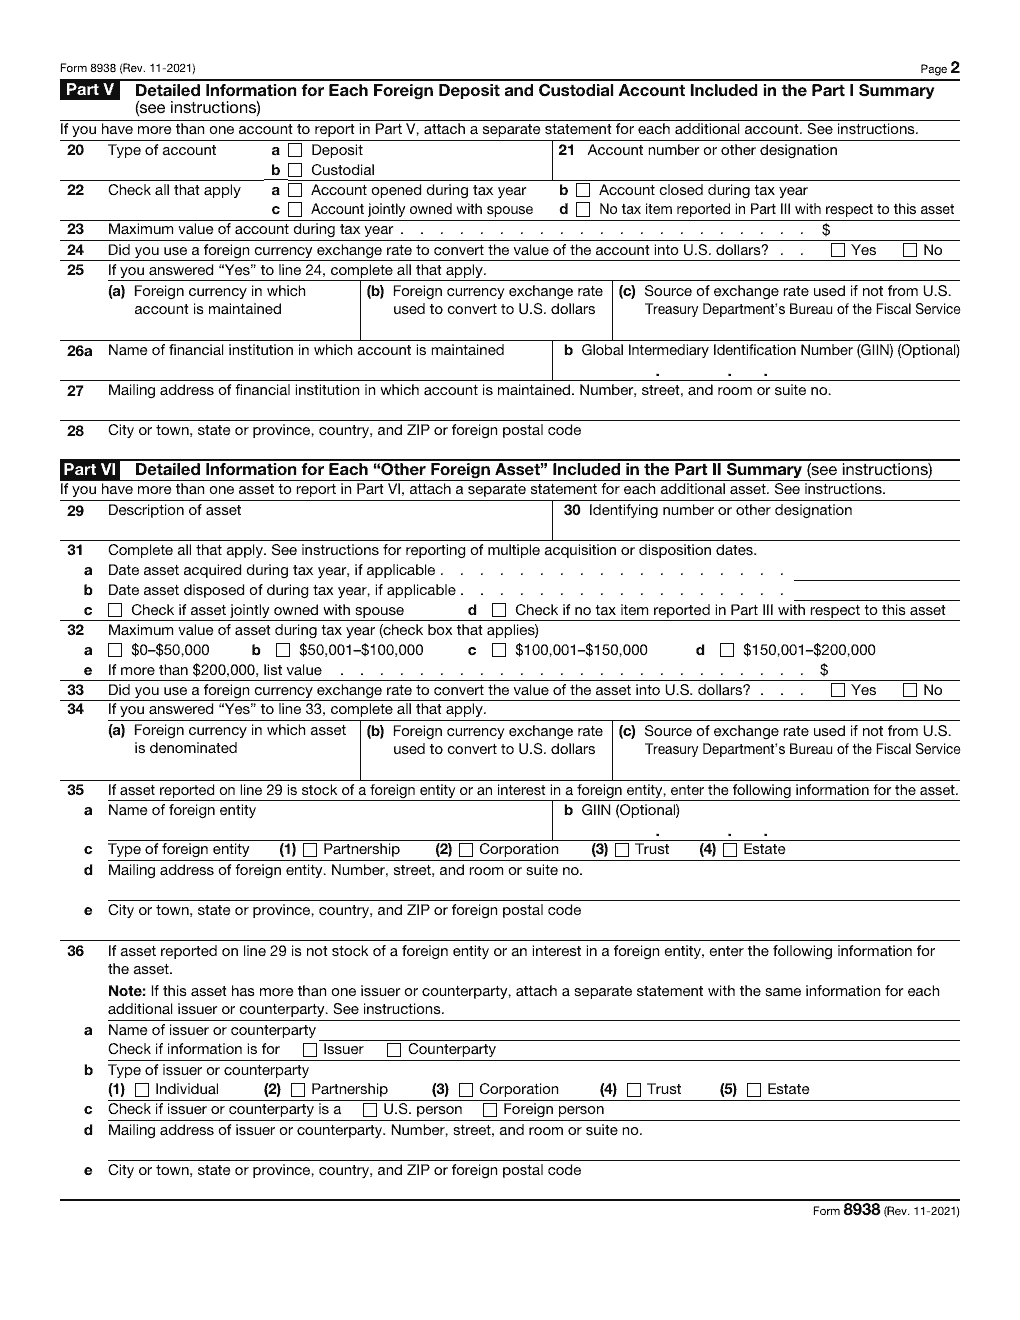 Form 8938 (Rev. 11-2021) Page 2
Part V Detailed Information for Each Foreign Deposit and Custodial Account Included in the Part I Summary
(see instructions)
If you have more than one account to report in Part V, attach a separate statement for each additional account. See instructions.
20 Type of account a Deposit 21 Account number or other designation
b Custodial
22 Check all that apply a Account opened during tax year b Account closed during tax year
c Account jointly owned with spouse d No tax item reported in Part III with respect to this asset
23 Maximum value of account during tax year . . . . . . . . . . . . . . . . . . . . . $
24 Did you use a foreign currency exchange rate to convert the value of the account into U.S. dollars? . . Yes No
25 If you answered “Yes” to line 24, complete all that apply.
(a) Foreign currency in which (b) Foreign currency exchange rate (c) Source of exchange rate used if not from U.S.
account is maintained used to convert to U.S. dollars Treasury Department’s Bureau of the Fiscal Service
26a Name of financial institution in which account is maintained b Global Intermediary Identification Number (GIIN) (Optional)
. . .
27 Mailing address of financial institution in which account is maintained. Number, street, and room or suite no.
28 City or town, state or province, country, and ZIP or foreign postal code
Part VI Detailed Information for Each “Other Foreign Asset” Included in the Part II Summary (see instructions)
If you have more than one asset to report in Part VI, attach a separate statement for each additional asset. See instructions.
29 Description of asset 30 Identifying number or other designation
31 Complete all that apply. See instructions for reporting of multiple acquisition or disposition dates.
a Date asset acquired during tax year, if applicable . . . . . . . . . . . . . . . . . .
b Date asset disposed of during tax year, if applicable . . . . . . . . . . . . . . . . .
c Check if asset jointly owned with spouse d Check if no tax item reported in Part III with respect to this asset
32 Maximum value of asset during tax year (check box that applies)
a $0–$50,000 b $50,001–$100,000 c $100,001–$150,000 d $150,001–$200,000
e If more than $200,000, list value . . . . . . . . . . . . . . . . . . . . . . . . $
33 Did you use a foreign currency exchange rate to convert the value of the asset into U.S. dollars? . . . Yes No
34 If you answered “Yes” to line 33, complete all that apply.
(a) Foreign currency in which asset (b) Foreign currency exchange rate (c) Source of exchange rate used if not from U.S.
is denominated used to convert to U.S. dollars Treasury Department’s Bureau of the Fiscal Service
35 If asset reported on line 29 is stock of a foreign entity or an interest in a foreign entity, enter the following information for the asset.
a Name of foreign entity b GIIN (Optional)
. . .
c Type of foreign entity (1) Partnership (2) Corporation (3) Trust (4) Estate
d Mailing address of foreign entity. Number, street, and room or suite no.
e City or town, state or province, country, and ZIP or foreign postal code
36 If asset reported on line 29 is not stock of a foreign entity or an interest in a foreign entity, enter the following information for
the asset.
Note: If this asset has more than one issuer or counterparty, attach a separate statement with the same information for each
additional issuer or counterparty. See instructions.
a Name of issuer or counterparty
Check if information is for Issuer Counterparty
b Type of issuer or counterparty
(1) Individual (2) Partnership (3) Corporation (4) Trust (5) Estate
c Check if issuer or counterparty is a U.S. person Foreign person
d Mailing address of issuer or counterparty. Number, street, and room or suite no.
e City or town, state or province, country, and ZIP or foreign postal code
Form 8938 (Rev. 11-2021)